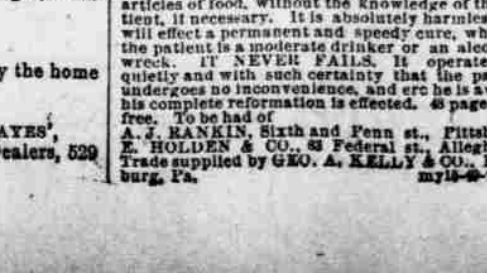 articles of food, without the knowledge of th
tient, if necessary. It is absolutely harmles
will effect a permanent and speedy cure, wh
the patient is a moderate drinker or an alco
wreck. IT NEVER FAILS. It operate
quietly and with such certainty that the pa
undergoes no inconvenience, and ere he is aw
his complete reformation is effected. 48 page
free. To be had of
A. J. RANKIN, Sixth and Penn st., Pittsb
E. HOLDEN & CO., 63 Federal st., Allegh
Trade supplied by GEO. A. KELLY & CO.,
burg, Pa.
y the home
AYES',
ealers, 529